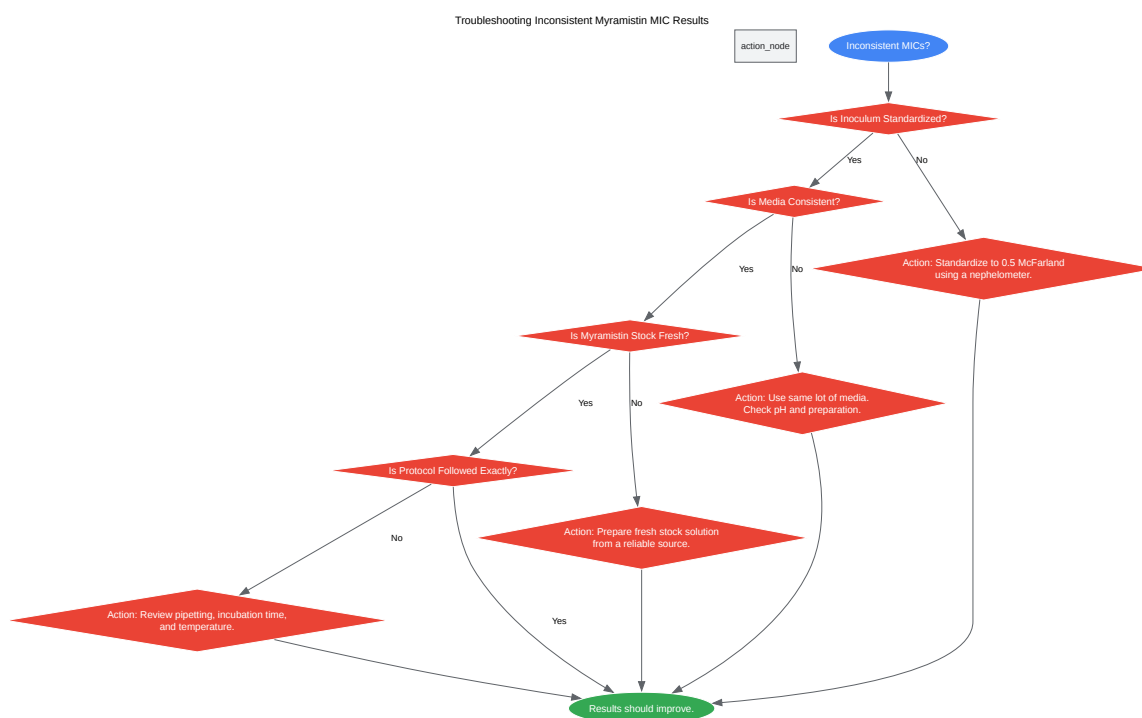 Troubleshooting Inconsistent Myramistin MIC Results
action_node
Inconsistent MICs?
Is Inoculum Standardized?
Yes
No
Is Media Consistent?
Action: Standardize to 0.5 McFarland
using a nephelometer.
Yes
No
Is Myramistin Stock Fresh?
Action: Use same lot of media.
Check pH and preparation.
Yes
No
Is Protocol Followed Exactly?
Action: Prepare fresh stock solution
from a reliable source.
No
Action: Review pipetting, incubation time,
and temperature.
Yes
Results should improve.